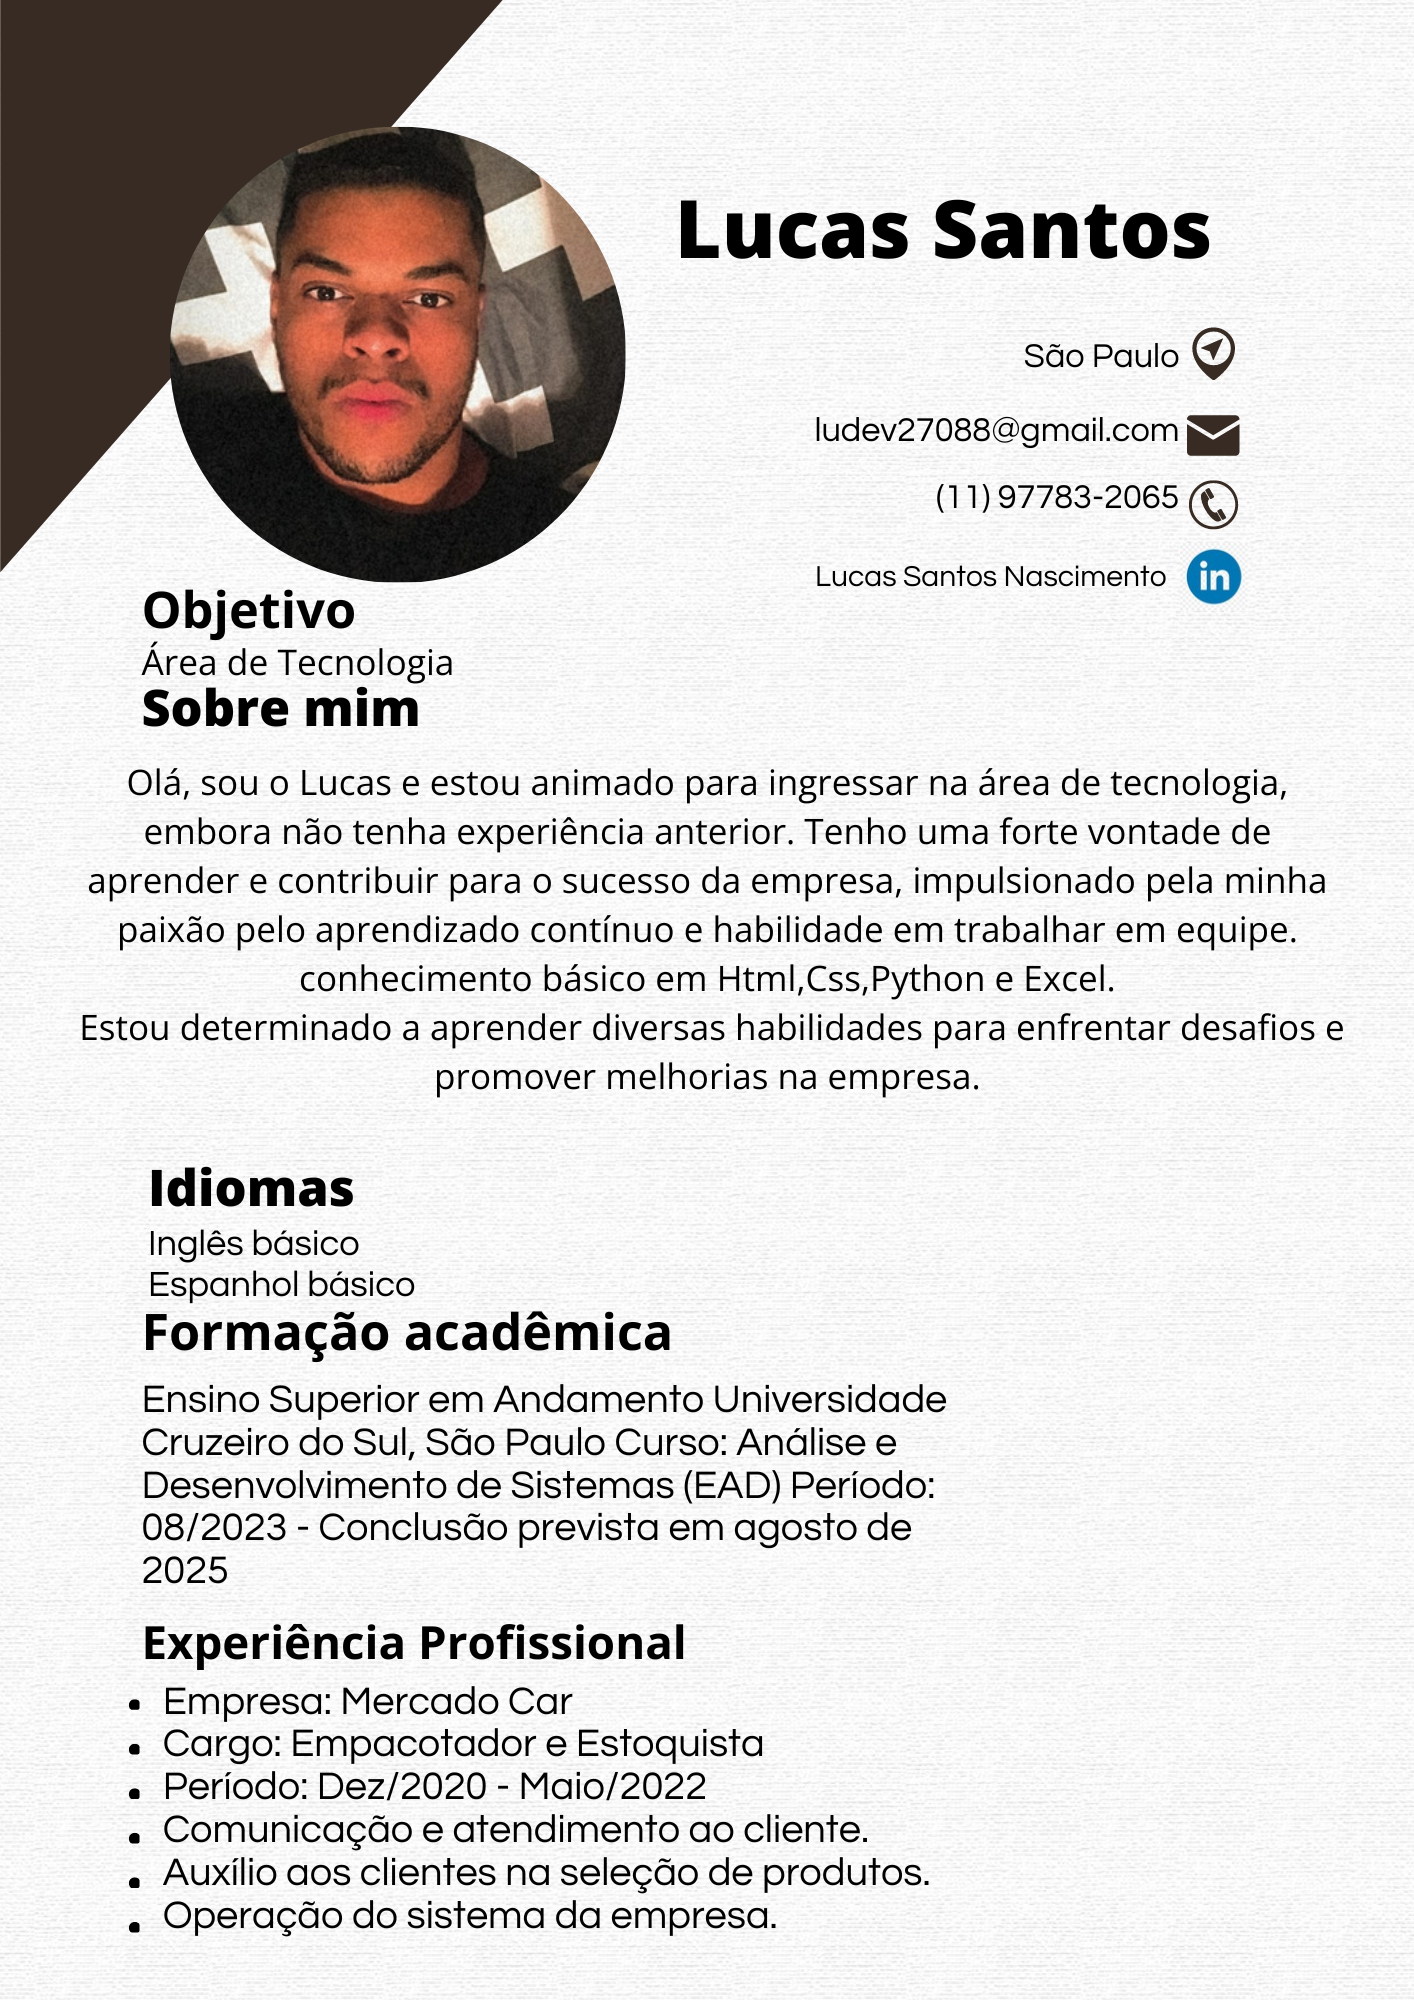 Lucas Santos
São Paulo
ludev27088@gmail.com
(11) 97783-2065
Lucas Santos Nascimento
in
Objetivo
Área de Tecnologia
Sobre mim
Olá, sou o Lucas e estou animado para ingressar na área de tecnologia,
embora não tenha experiência anterior. Tenho uma forte vontade de
aprender e contribuir para o sucesso da empresa, impulsionado pela minha
paixão pelo aprendizado contínuo e habilidade em trabalhar em equipe.
conhecimento básico em Html,Css,Python e Excel.
Estou determinado a aprender diversas habilidades para enfrentar desafios e
promover melhorias na empresa.
Idiomas
Inglês básico
Espanhol básico
Formação acadêmica
Ensino Superior em Andamento Universidade
Cruzeiro do Sul, São Paulo Curso: Análise e
Desenvolvimento de Sistemas (EAD) Período:
08/2023 - Conclusão prevista em agosto de
2025
Experiência Profissional
• Empresa: Mercado Car
• Cargo: Empacotador e Estoquista
• Período: Dez/2020 - Maio/2022
• Comunicação e atendimento ao cliente.
• Auxílio aos clientes na seleção de produtos.
• Operação do sistema da empresa.